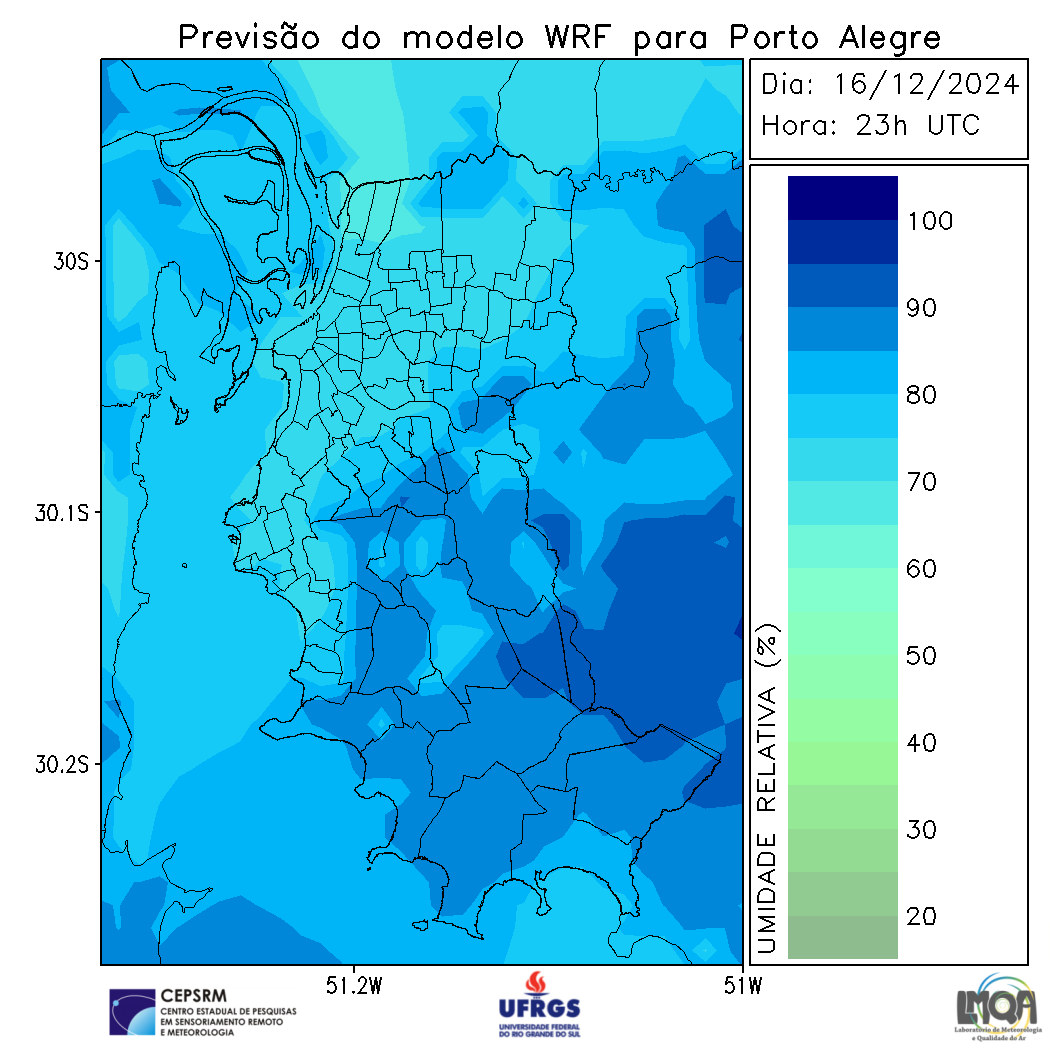 Previsão do modelo WRF para Porto Alegre
Dia: 16/12/2024
Hora: 23h UTC
30S
30.1S
30.2S
51.2W
51W
100
90
80
70
60
50
40
30
20
UMIDADE RELATIVA (%)
CEPSRM
CENTRO ESTADUAL DE PESQUISAS
EM SENSORIAMENTO REMOTO
E METEOROLOGIA
UFRGS
UNIVERSIDADE FEDERAL
DO RIO GRANDE DO SUL
LMQA
Laboratório de Meteorologia
e Qualidade do Ar